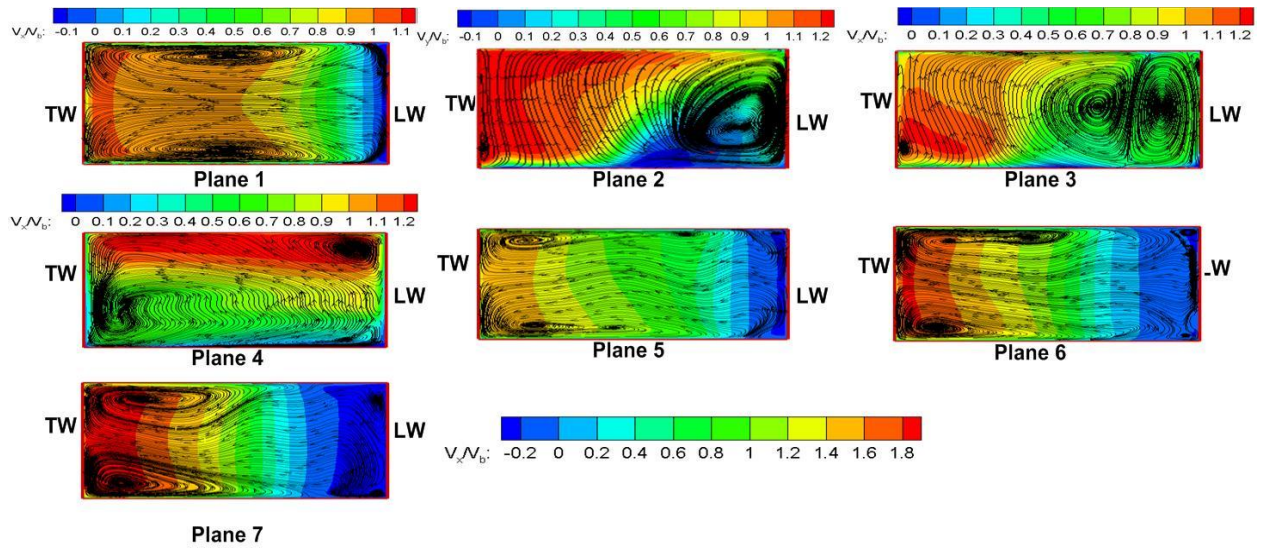 Vx/Vb: -0.1 0 0.1 0.2 0.3 0.4 0.5 0.6 0.7 0.8 0.9 1 1.1
Vy/Vb: -0.1 0 0.1 0.2 0.3 0.4 0.5 0.6 0.7 0.8 0.9 1 1.1 1.2
Vx/Vb: 0 0.1 0.2 0.3 0.4 0.5 0.6 0.7 0.8 0.9 1 1.1 1.2
TW LW
Plane 1
TW LW
Plane 2
TW LW
Plane 3
Vx/Vb: 0 0.1 0.2 0.3 0.4 0.5 0.6 0.7 0.8 0.9 1 1.1 1.2
TW LW
Plane 4
TW LW
Plane 5
TW -W
Plane 6
TW LW
Plane 7
Vx/Vb: -0.2 0 0.2 0.4 0.6 0.8 1 1.2 1.4 1.6 1.8